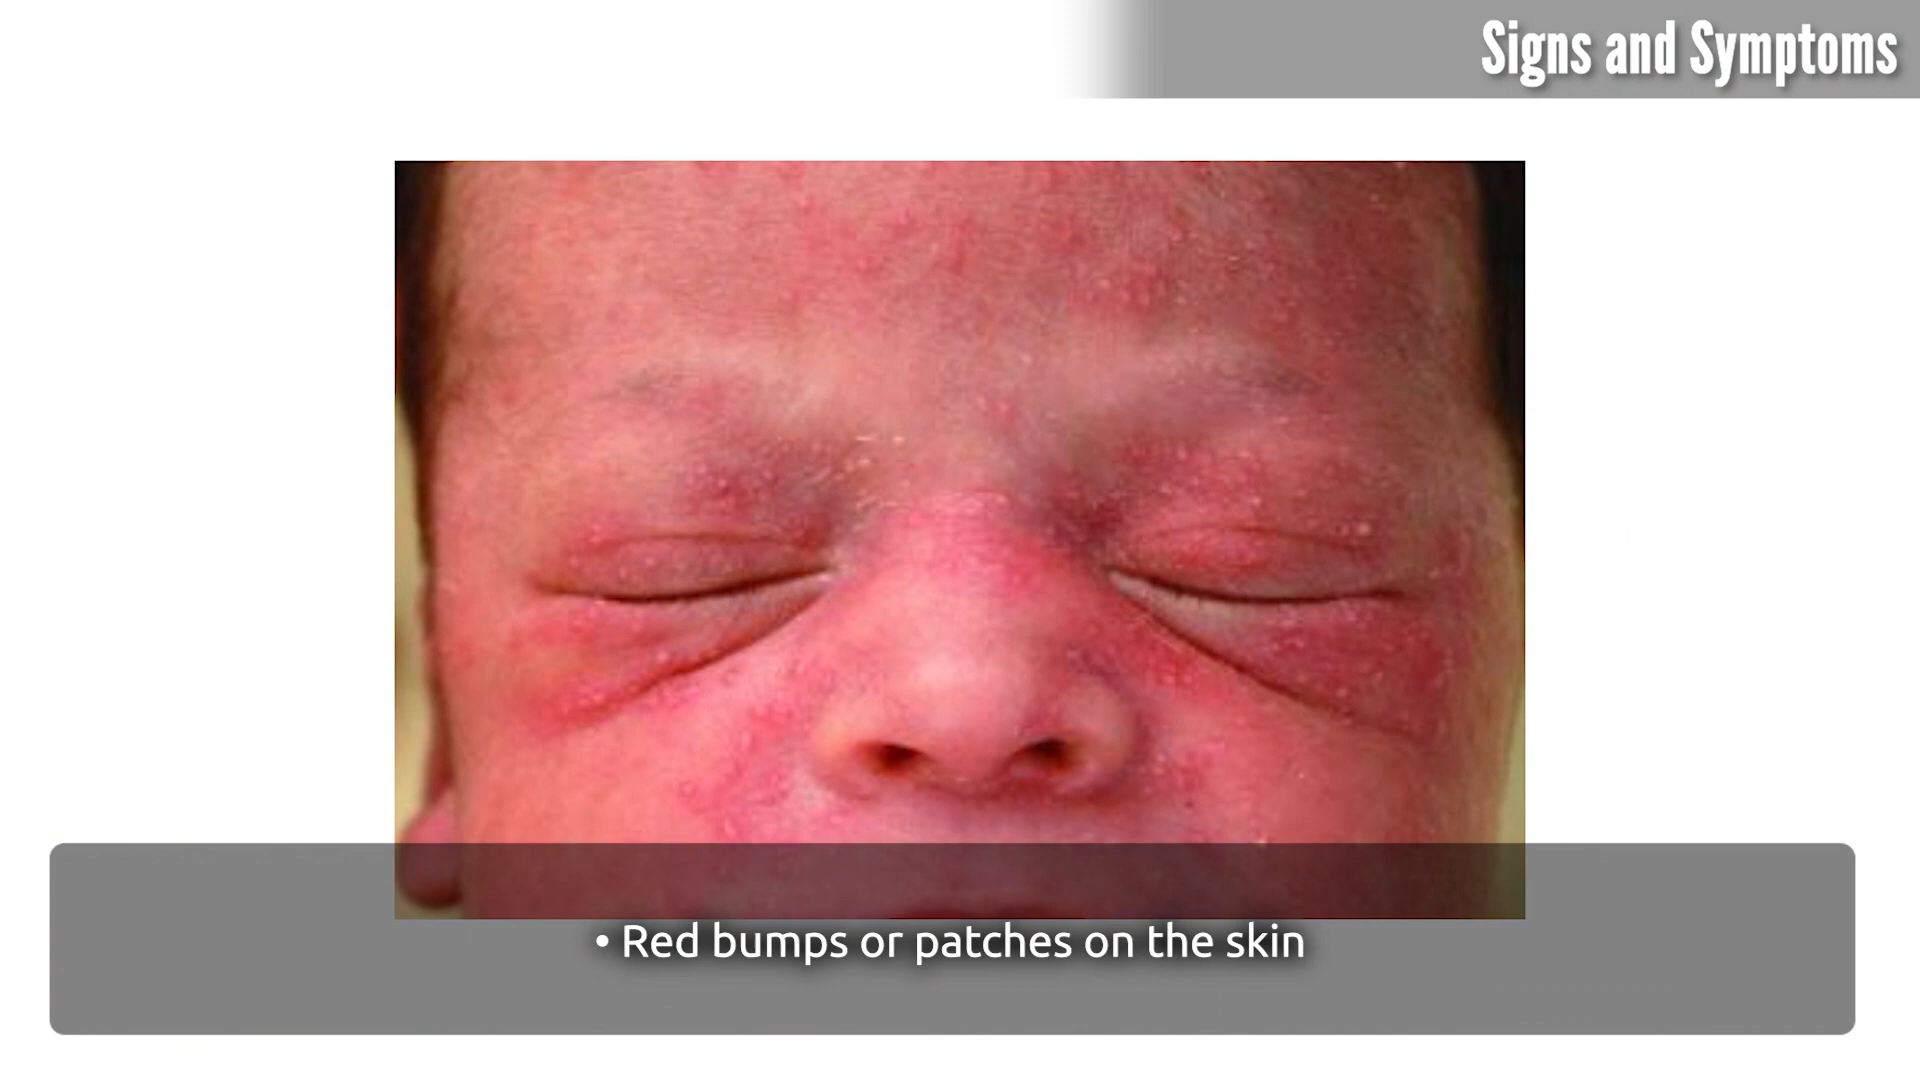 Signs and Symptoms
• Red bumps or patches on the skin